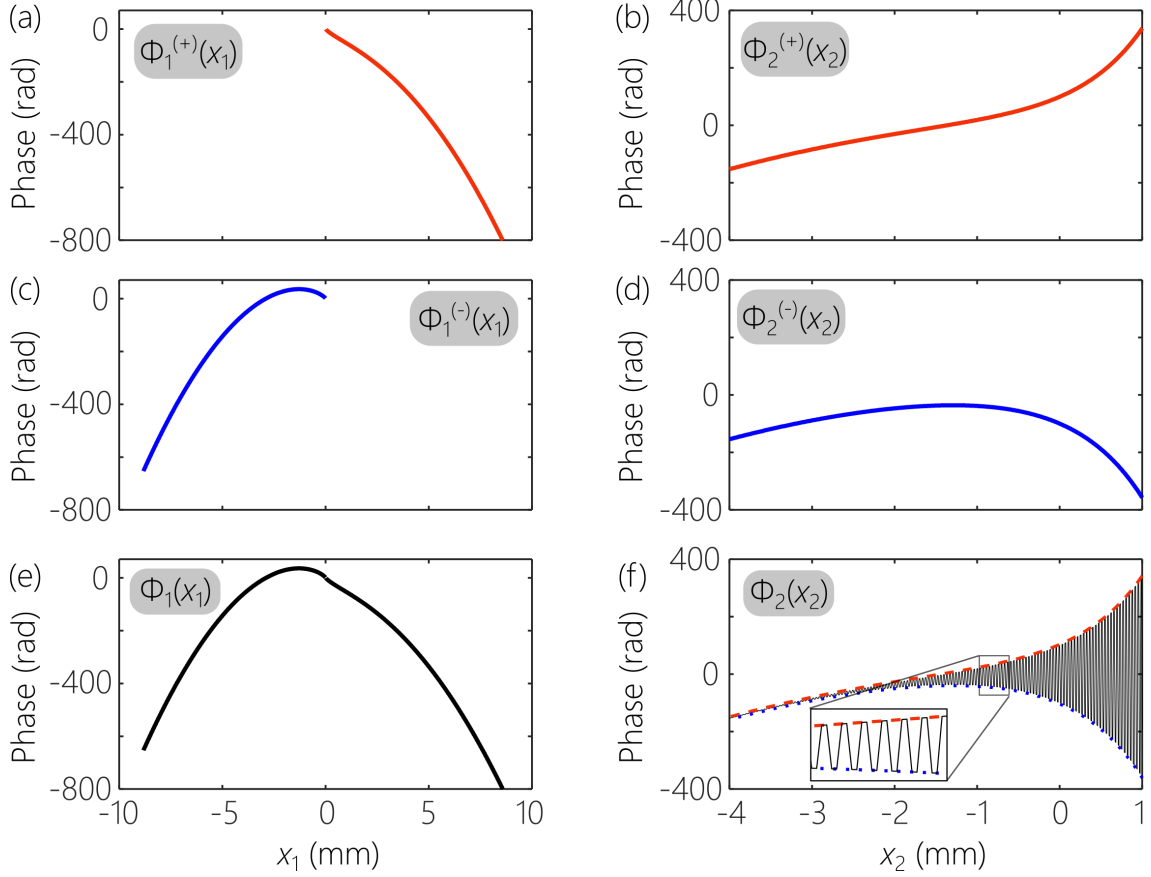 (a)
Φ₁⁽⁺⁾(x₁)
Phase (rad)
0
-400
-800
(b)
Φ₂⁽⁺⁾(x₂)
Phase (rad)
400
0
-400
(c)
Φ₁⁽⁻⁾(x₁)
Phase (rad)
0
-400
-800
(d)
Φ₂⁽⁻⁾(x₂)
Phase (rad)
400
0
-400
(e)
Φ₁(x₁)
Phase (rad)
0
-400
-800
-10 -5 0 5 10
x₁ (mm)
(f)
Φ₂(x₂)
Phase (rad)
400
0
-400
-4 -3 -2 -1 0 1
x₂ (mm)